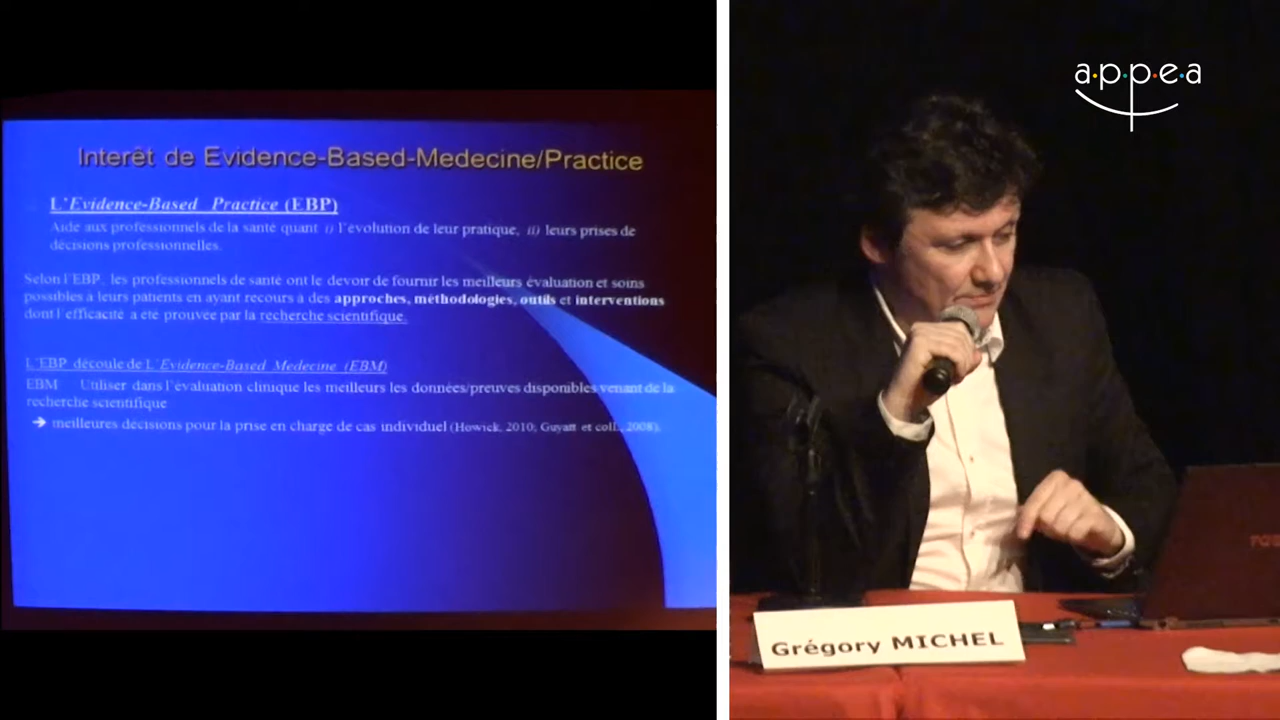 Interêt de Evidence-Based-Medecine/Practice
L'Evidence-Based Practice (EBP)
Aide aux professionnels de la santé quant i) l'évolution de leur pratique, ii) leurs prises de
décisions professionnelles.
Selon l'EBP, les professionnels de santé ont le devoir de fournir les meilleurs évaluation et soins
possibles à leurs patients en ayant recours à des approches, méthodologies, outils et interventions
dont l'efficacité a été prouvée par la recherche scientifique.
L'EBP découle de L'Evidence-Based Medecine (EBM)
EBM Utiliser dans l'évaluation clinique les meilleurs les données/preuves disponibles venant de la
recherche scientifique
➔ meilleures décisions pour la prise en charge de cas individuel (Howick, 2010; Guyatt et coll., 2008).
a·p·p·e·a
Grégory MICHEL